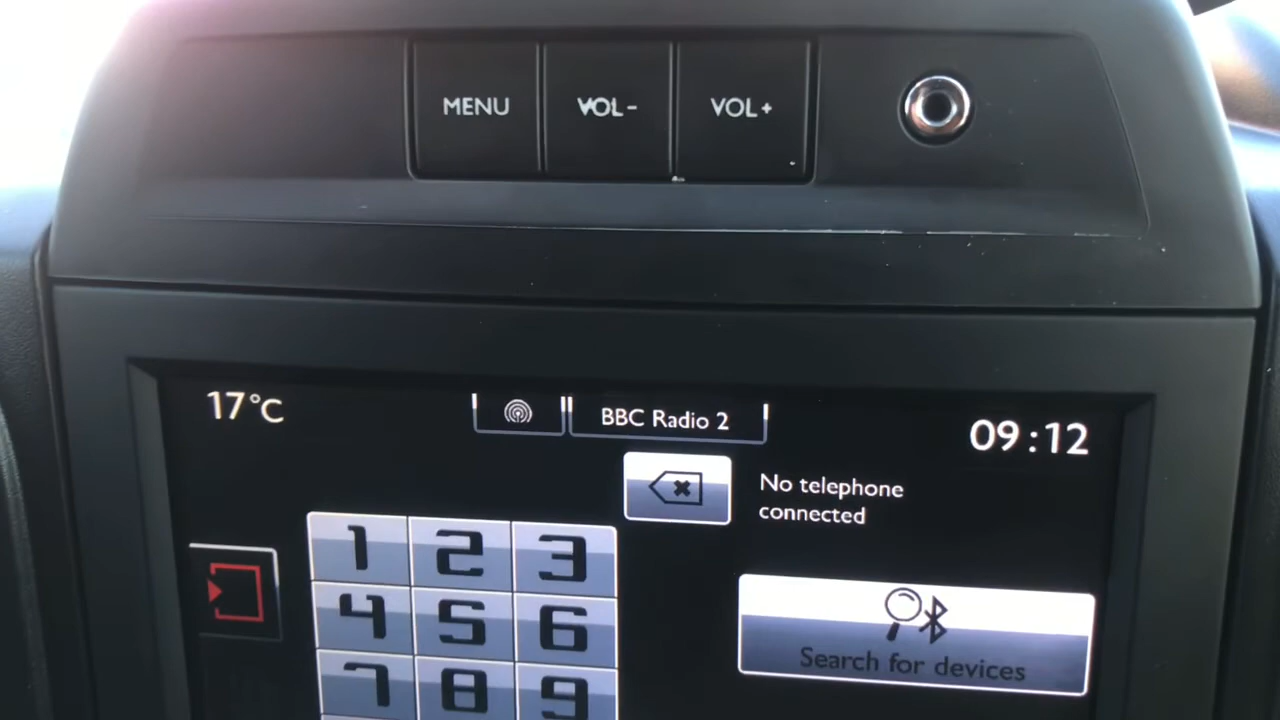 MENU VOL- VOL+
17°C BBC Radio 2 09:12
No telephone
connected
1 2 3
4 5 6
7 8 9
Search for devices